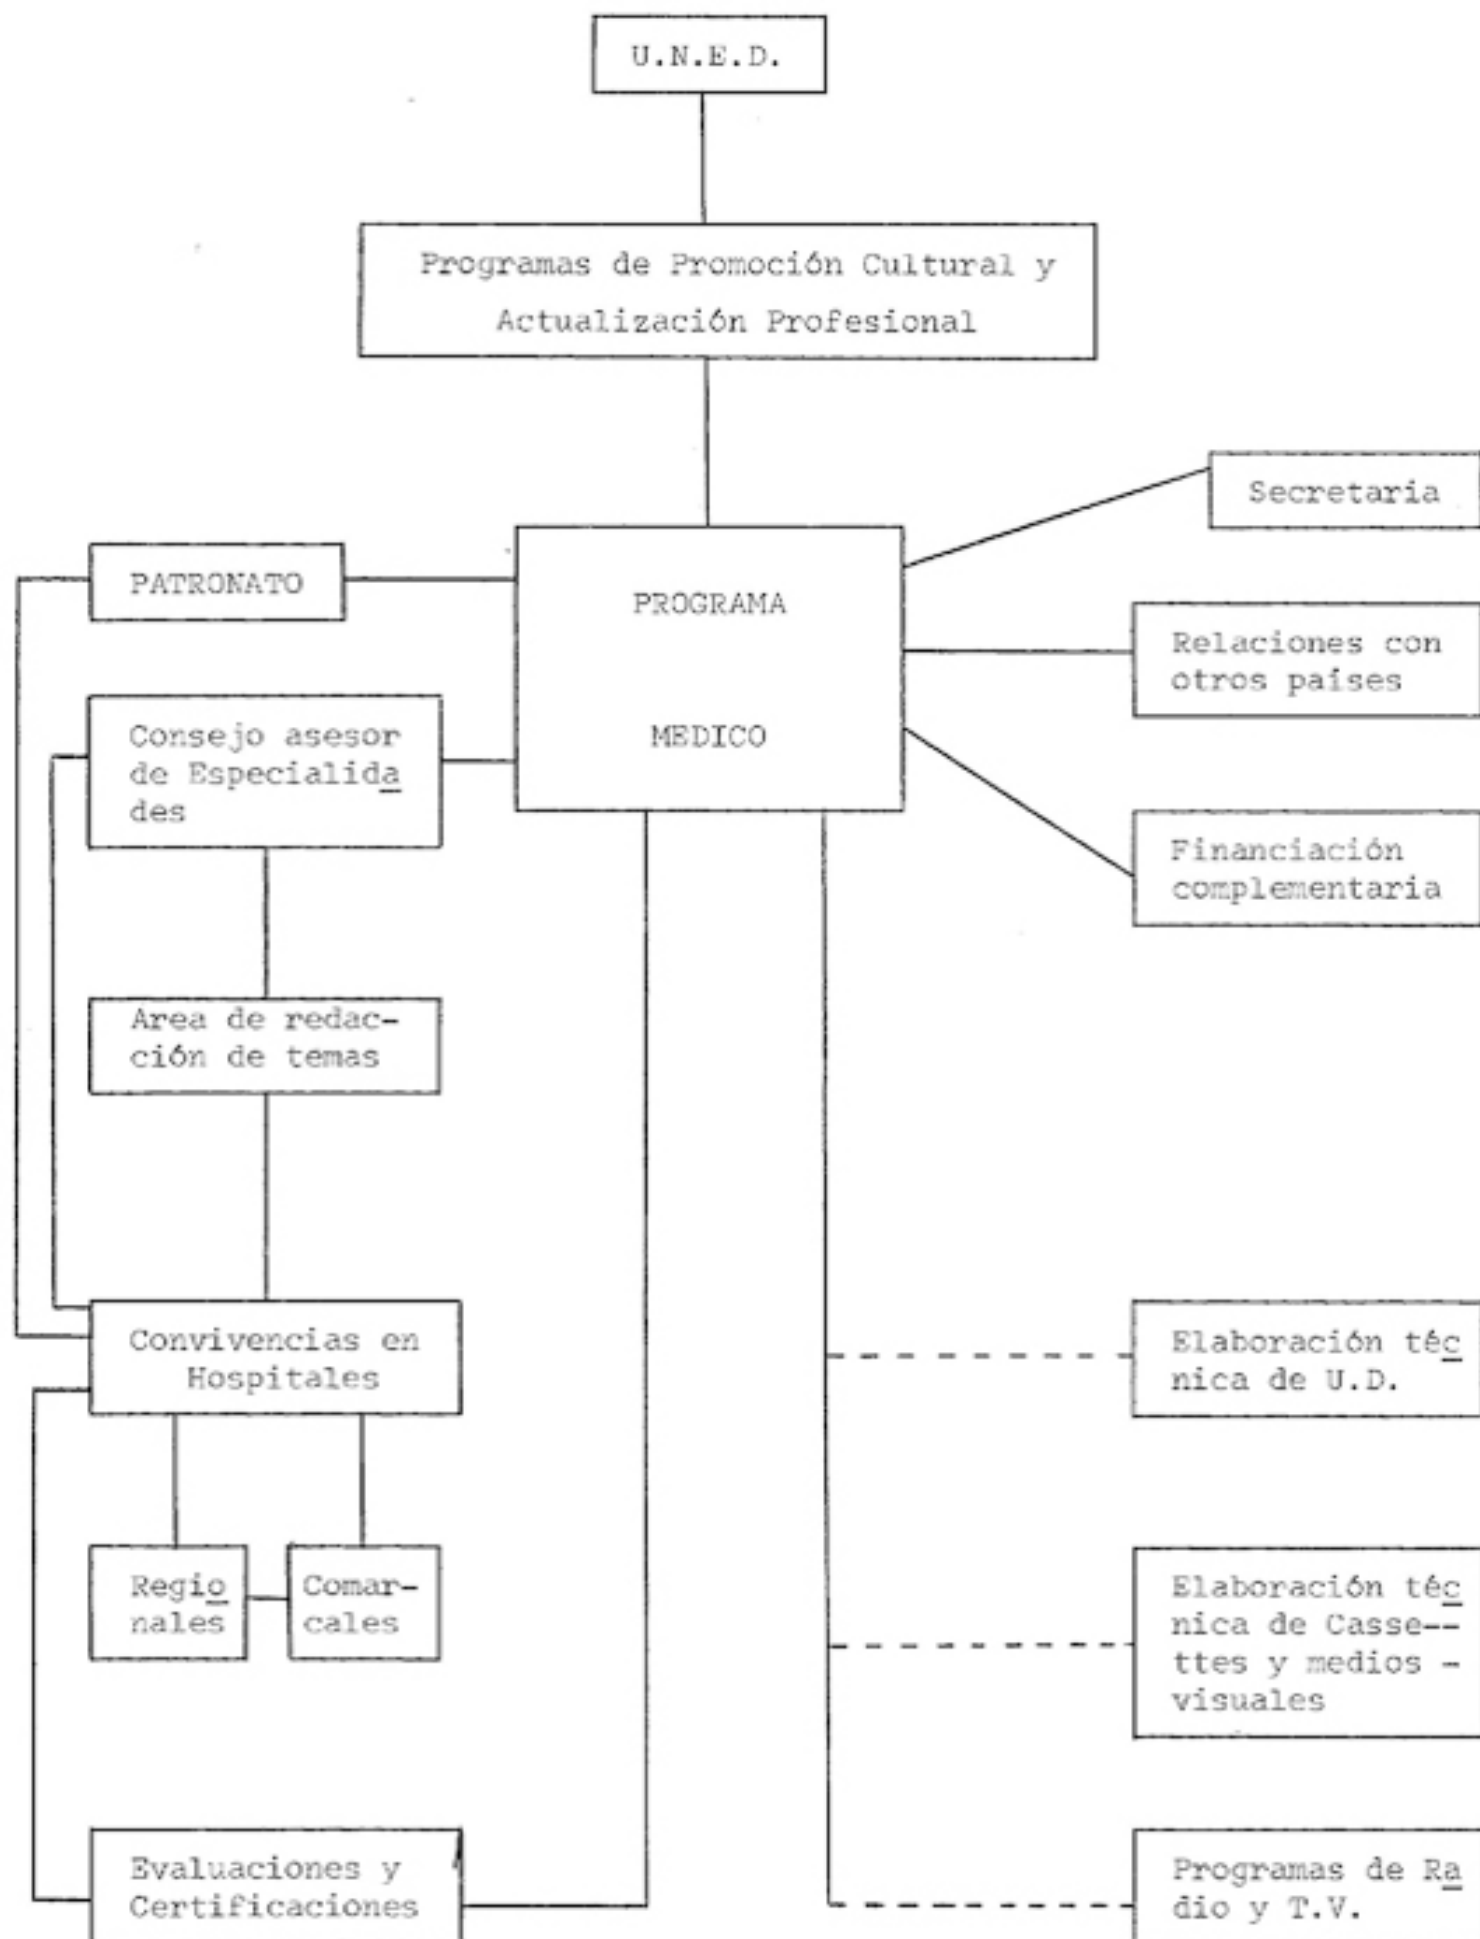 U.N.E.D.
Programas de Promoción Cultural y
Actualización Profesional
Secretaria
PATRONATO
PROGRAMA
MEDICO
Relaciones con
otros países
Consejo asesor
de Especialida
des
Financiación
complementaria
Area de redac-
ción de temas
Convivencias en
Hospitales
Elaboración téc
nica de U.D.
Regio
nales
Comar-
cales
Elaboración téc
nica de Casse--
ttes y medios -
visuales
Evaluaciones y
Certificaciones
Programas de Ra
dio y T.V.